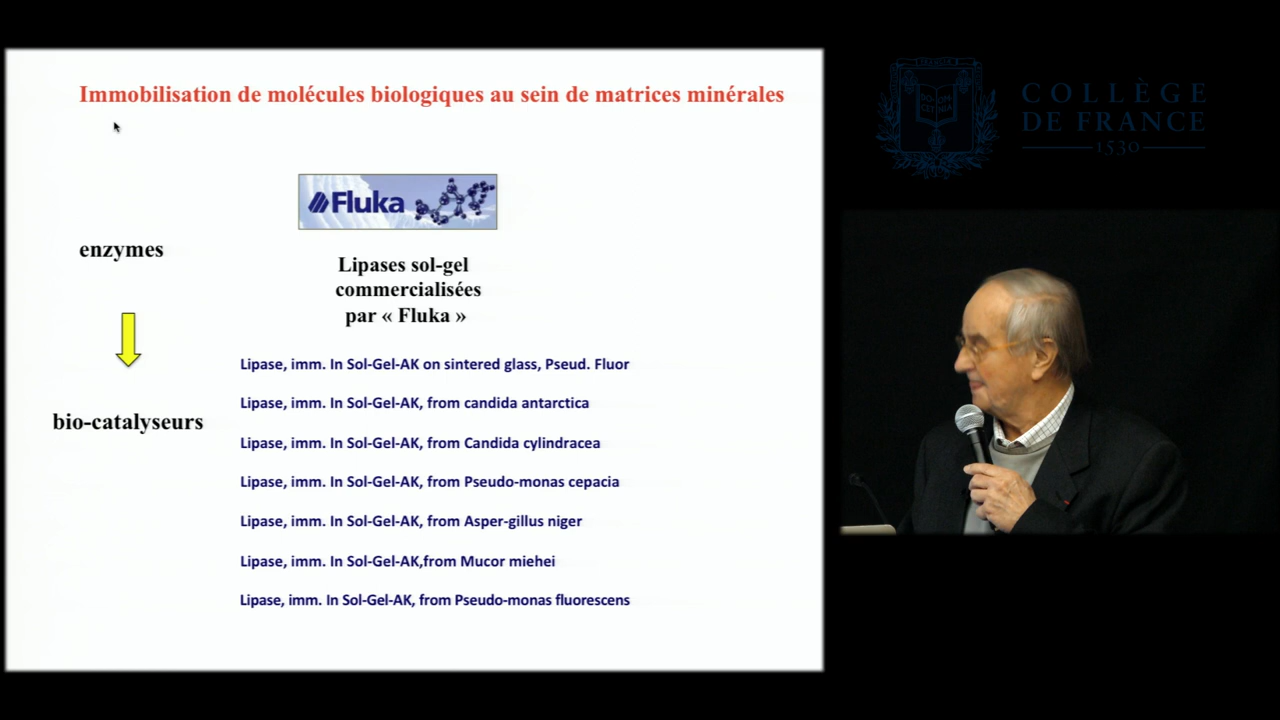 Immobilisation de molécules biologiques au sein de matrices minérales
Fluka
enzymes
Lipases sol-gel
commercialisées
par « Fluka »
bio-catalyseurs
Lipase, imm. In Sol-Gel-AK on sintered glass, Pseud. Fluor
Lipase, imm. In Sol-Gel-AK, from candida antarctica
Lipase, imm. In Sol-Gel-AK, from Candida cylindracea
Lipase, imm. In Sol-Gel-AK, from Pseudo-monas cepacia
Lipase, imm. In Sol-Gel-AK, from Asper-gillus niger
Lipase, imm. In Sol-Gel-AK,from Mucor miehei
Lipase, imm. In Sol-Gel-AK, from Pseudo-monas fluorescens
COLLÈGE
DE FRANCE
1530